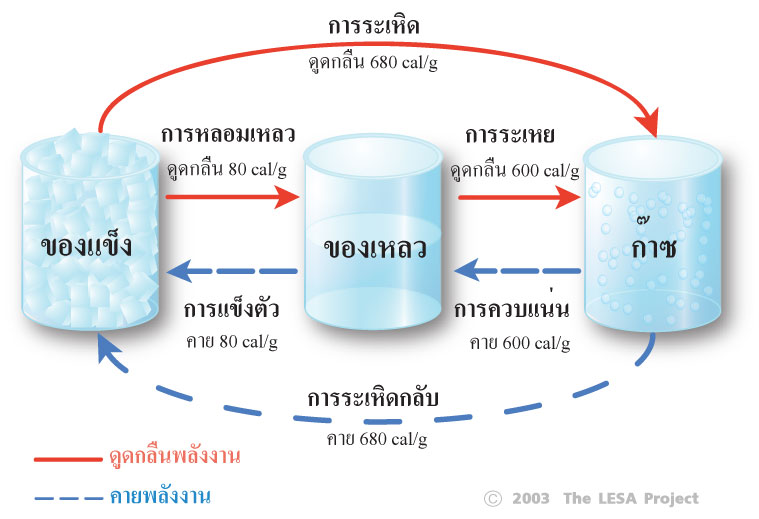 การระเหิด
ดูดกลืน 680 cal/g
การหลอมเหลว
ดูดกลืน 80 cal/g
การระเหย
ดูดกลืน 600 cal/g
ของแข็ง
ของเหลว
ก๊าซ
การแข็งตัว
คาย 80 cal/g
การควบแน่น
คาย 600 cal/g
การระเหิดกลับ
คาย 680 cal/g
ดูดกลืนพลังงาน
คายพลังงาน
© 2003 The LESA Project